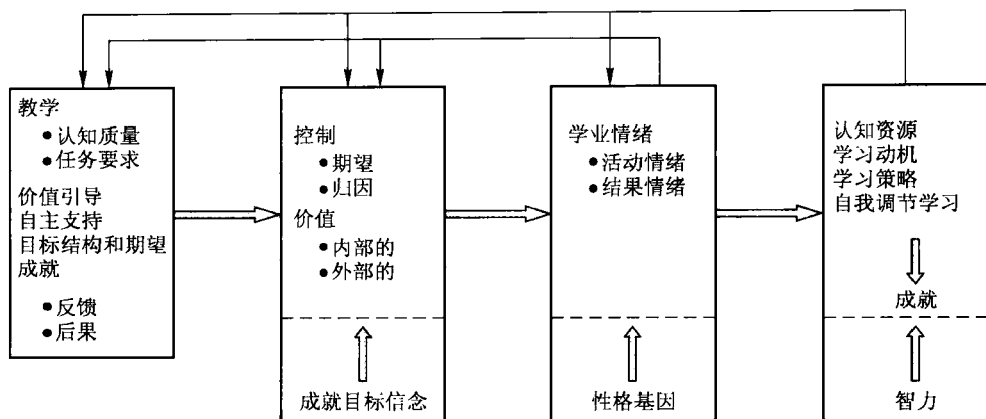 教学
●认知质量
●任务要求
价值引导
自主支持
目标结构和期望
成就
●反馈
●后果
控制
●期望
●归因
价值
●内部的
●外部的
成就目标信念
学业情绪
●活动情绪
●结果情绪
性格基因
认知资源
学习动机
学习策略
自我调节学习
成就
智力